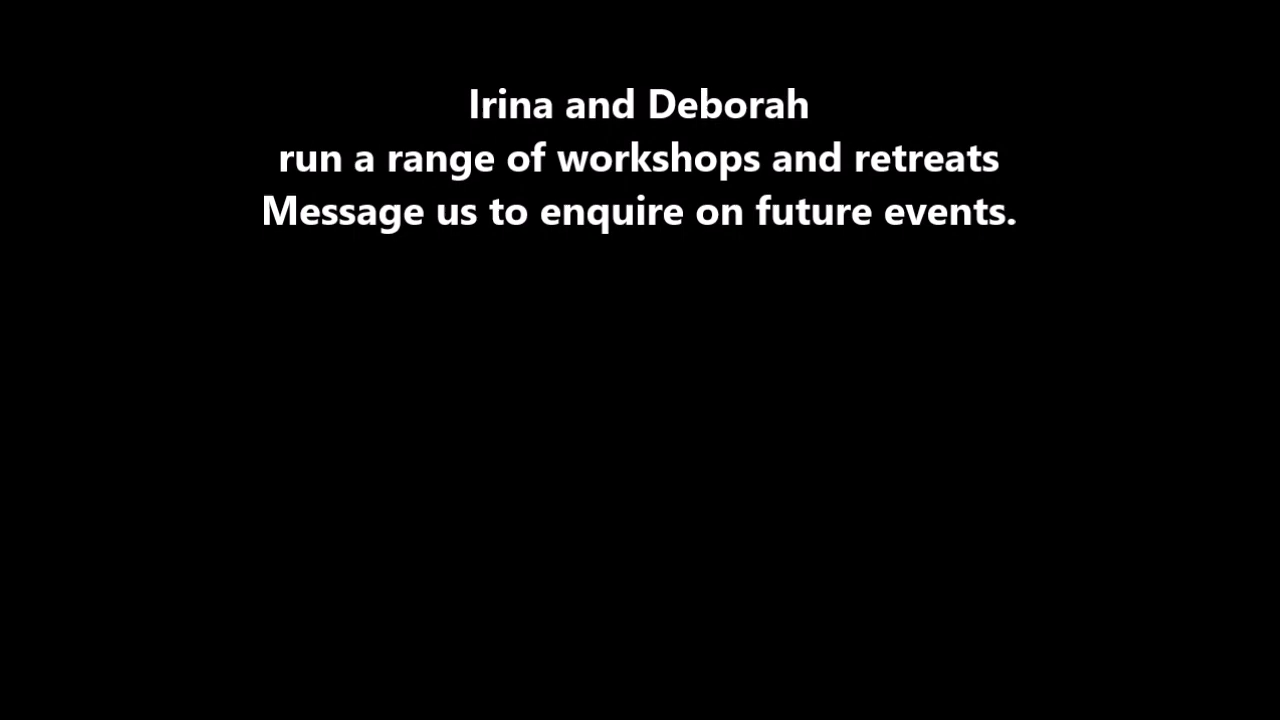 Irina and Deborah
run a range of workshops and retreats
Message us to enquire on future events.